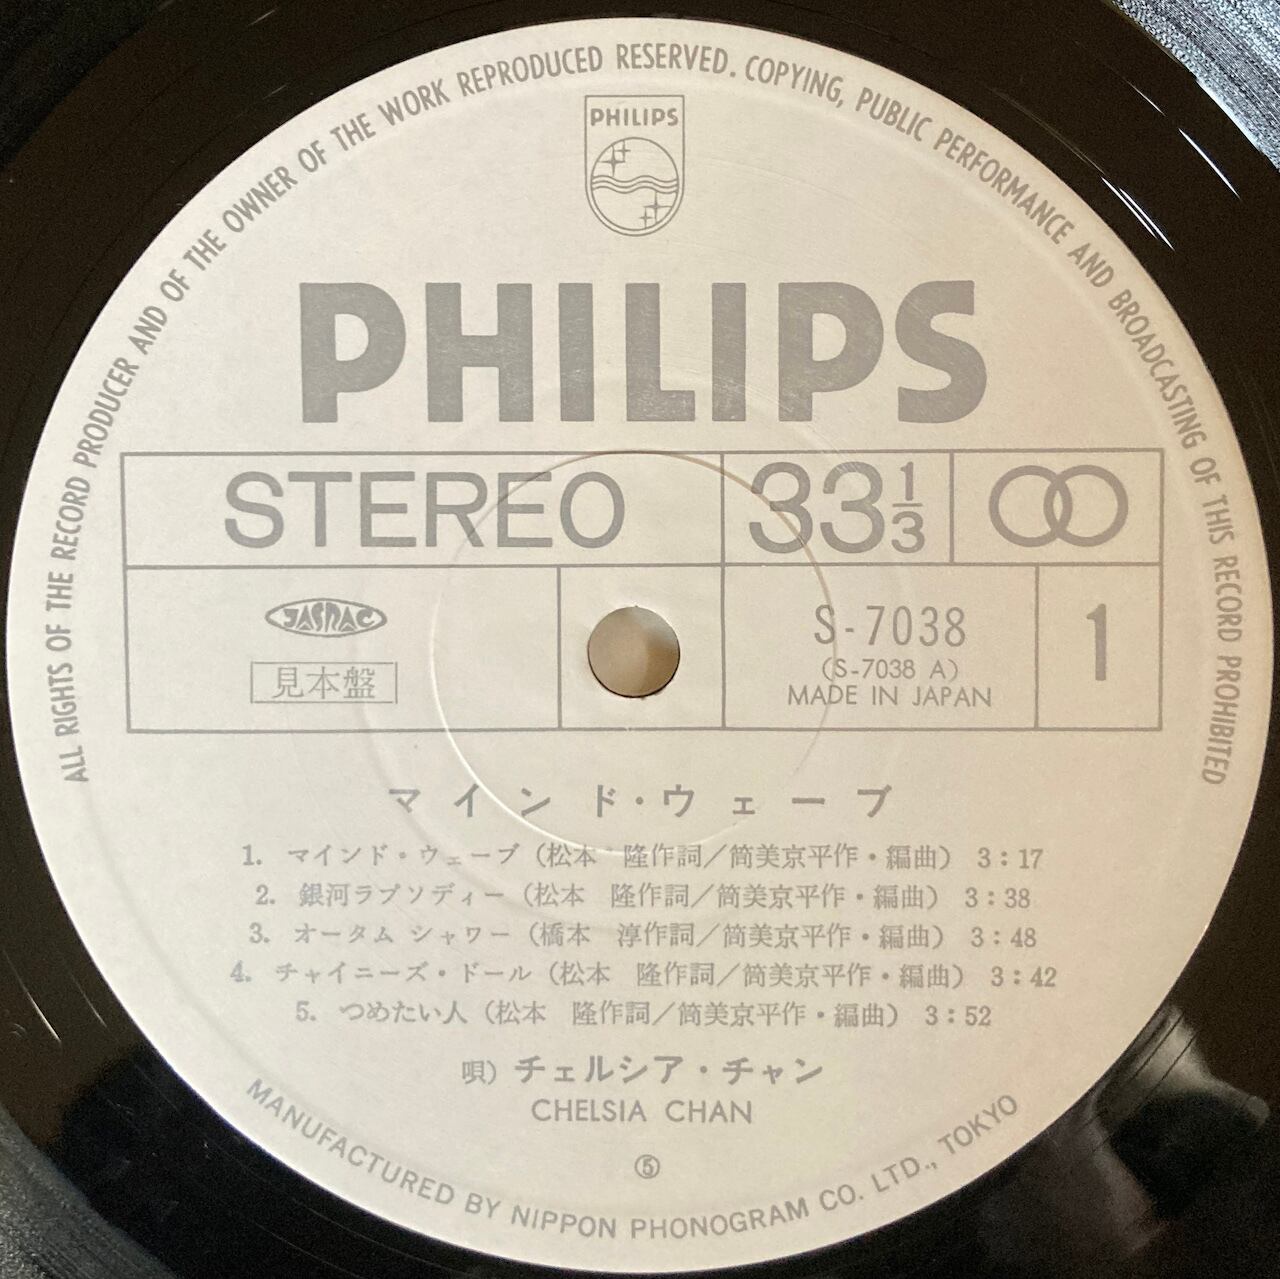 ALL RIGHTS OF THE RECORD PRODUCER AND OF THE OWNER OF THE WORK REPRODUCED RESERVED. COPYING, PUBLIC PERFORMANCE AND BROADCASTING OF THIS RECORD PROHIBITED
PHILIPS
PHILIPS
STEREO 33 1/3
JASRAC
見本盤
S-7038
(S-7038 A)
MADE IN JAPAN
1
マインド・ウェーブ
1. マインド・ウェーブ(松本 隆作詞/筒美京平作・編曲) 3:17
2. 銀河ラプソディー(松本 隆作詞/筒美京平作・編曲) 3:38
3. オータム シャワー(橋本 淳作詞/筒美京平作・編曲) 3:48
4. チャイニーズ・ドール(松本 隆作詞/筒美京平作・編曲) 3:42
5. つめたい人(松本 隆作詞/筒美京平作・編曲) 3:52
唄)チェルシア・チャン
CHELSIA CHAN
⑤
MANUFACTURED BY NIPPON PHONOGRAM CO. LTD., TOKYO